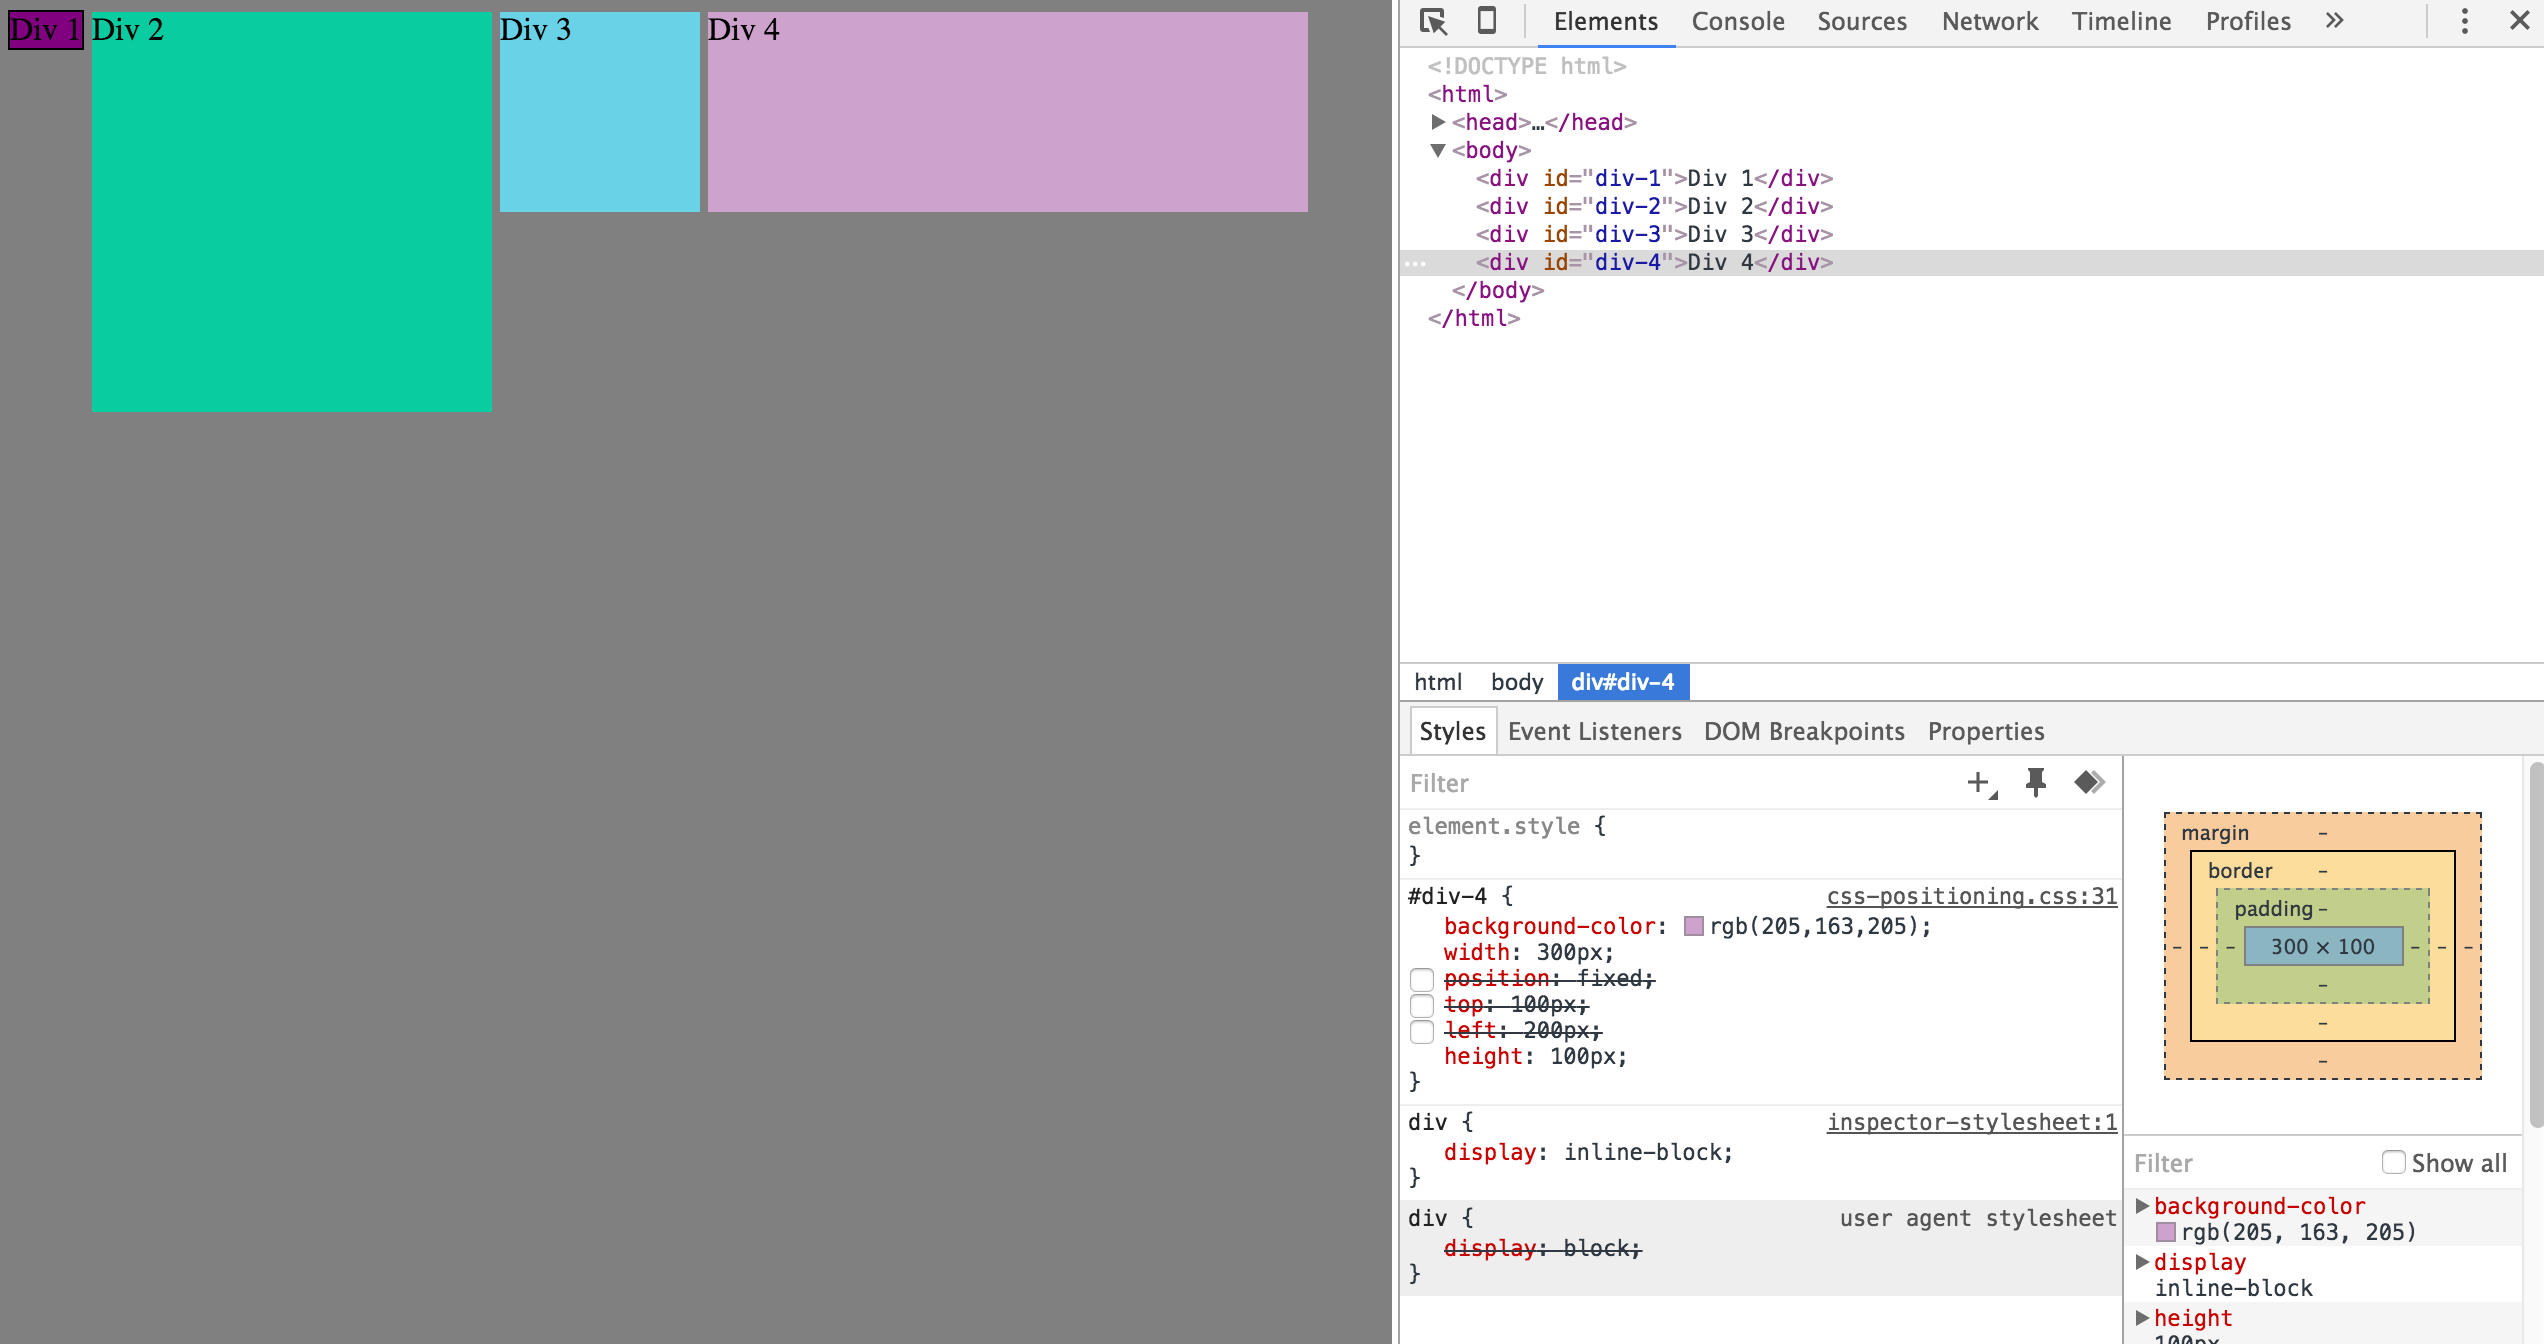 Div 1 Div 2 Div 3 Div 4
Elements Console Sources Network Timeline Profiles »
<!DOCTYPE html>
<html>
▶<head>…</head>
▼<body>
<div id="div-1">Div 1</div>
<div id="div-2">Div 2</div>
<div id="div-3">Div 3</div>
<div id="div-4">Div 4</div>
</body>
</html>
html body div#div-4
Styles Event Listeners DOM Breakpoints Properties
Filter
element.style {
}
#div-4 { css-positioning.css:31
background-color: rgb(205,163,205);
width: 300px;
position: fixed;
top: 100px;
left: 200px;
height: 100px;
}
div { inspector-stylesheet:1
display: inline-block;
}
div { user agent stylesheet
display: block;
}
margin –
border –
padding –
– – – 300 × 100 – – –
–
–
–
Filter Show all
▶background-color
rgb(205, 163, 205)
▶display
inline-block
▶height
100px